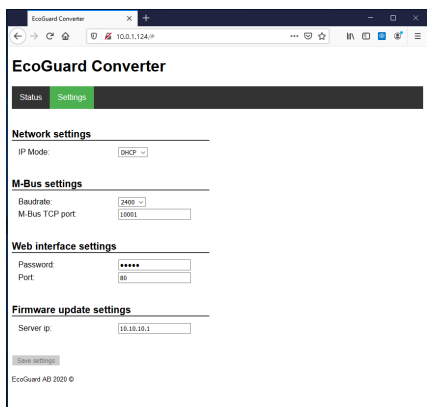 EcoGuard Converter
10.0.1.124/#
EcoGuard Converter
Status Settings
Network settings
IP Mode: DHCP
M-Bus settings
Baudrate: 2400
M-Bus TCP port: 10001
Web interface settings
Password: •••••
Port: 80
Firmware update settings
Server ip: 10.10.10.1
Save settings
EcoGuard AB 2020 ©